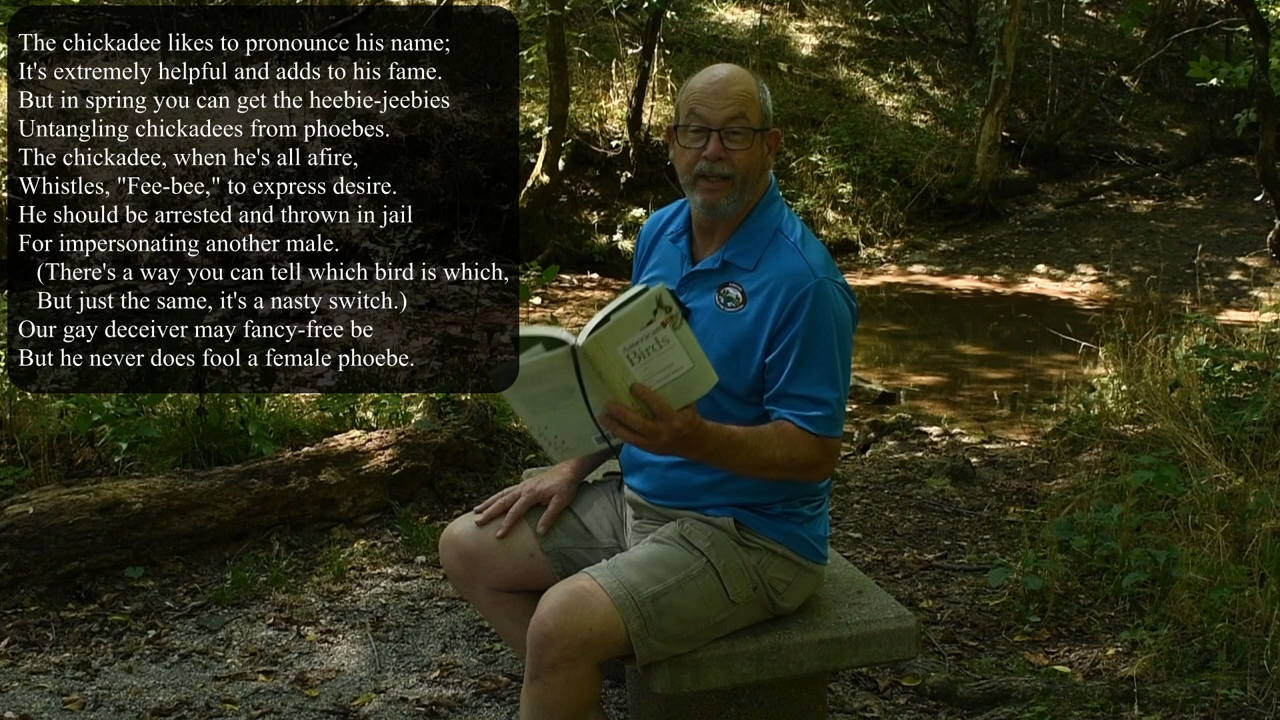 The chickadee likes to pronounce his name;
It's extremely helpful and adds to his fame.
But in spring you can get the heebie-jeebies
Untangling chickadees from phoebes.
The chickadee, when he's all afire,
Whistles, "Fee-bee," to express desire.
He should be arrested and thrown in jail
For impersonating another male.
(There's a way you can tell which bird is which,
But just the same, it's a nasty switch.)
Our gay deceiver may fancy-free be
But he never does fool a female phoebe.
Birds